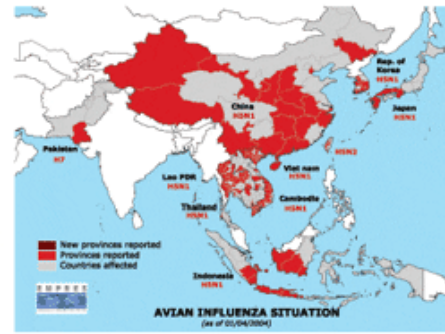 Rep. of
Korea
H5N1
China
H5N1
Japan
H5N1
Pakistan
H7
H5N2
Viet nam
H5N1
Lao PDR
H5N1
Cambodia
H5N1
Thailand
H5N1
New provinces reported
Provinces reported
Countries affected
Indonesia
H5N1
EMPRES
AVIAN INFLUENZA SITUATION
(as of 01/04/2004)